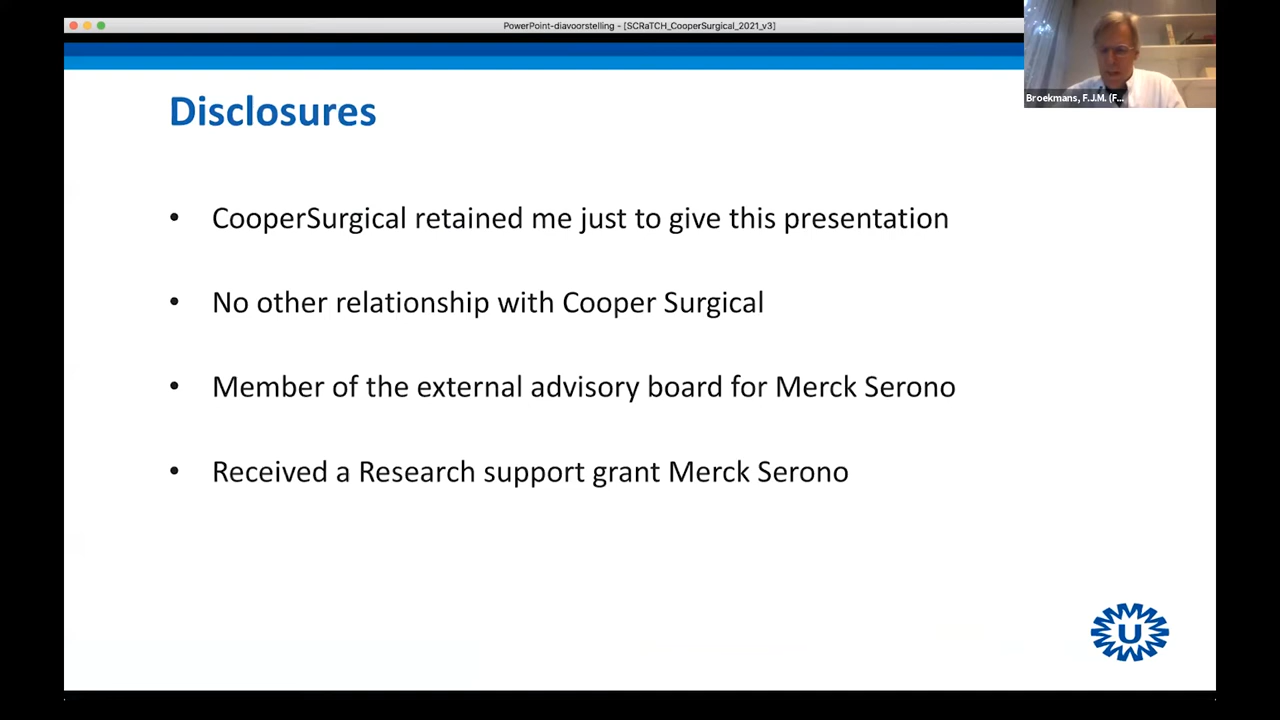 PowerPoint-diavoorstelling - [SCRaTCH_CooperSurgical_2021_v3]
Broekmans, F.J.M. (F...
Disclosures
• CooperSurgical retained me just to give this presentation
• No other relationship with Cooper Surgical
• Member of the external advisory board for Merck Serono
• Received a Research support grant Merck Serono
U